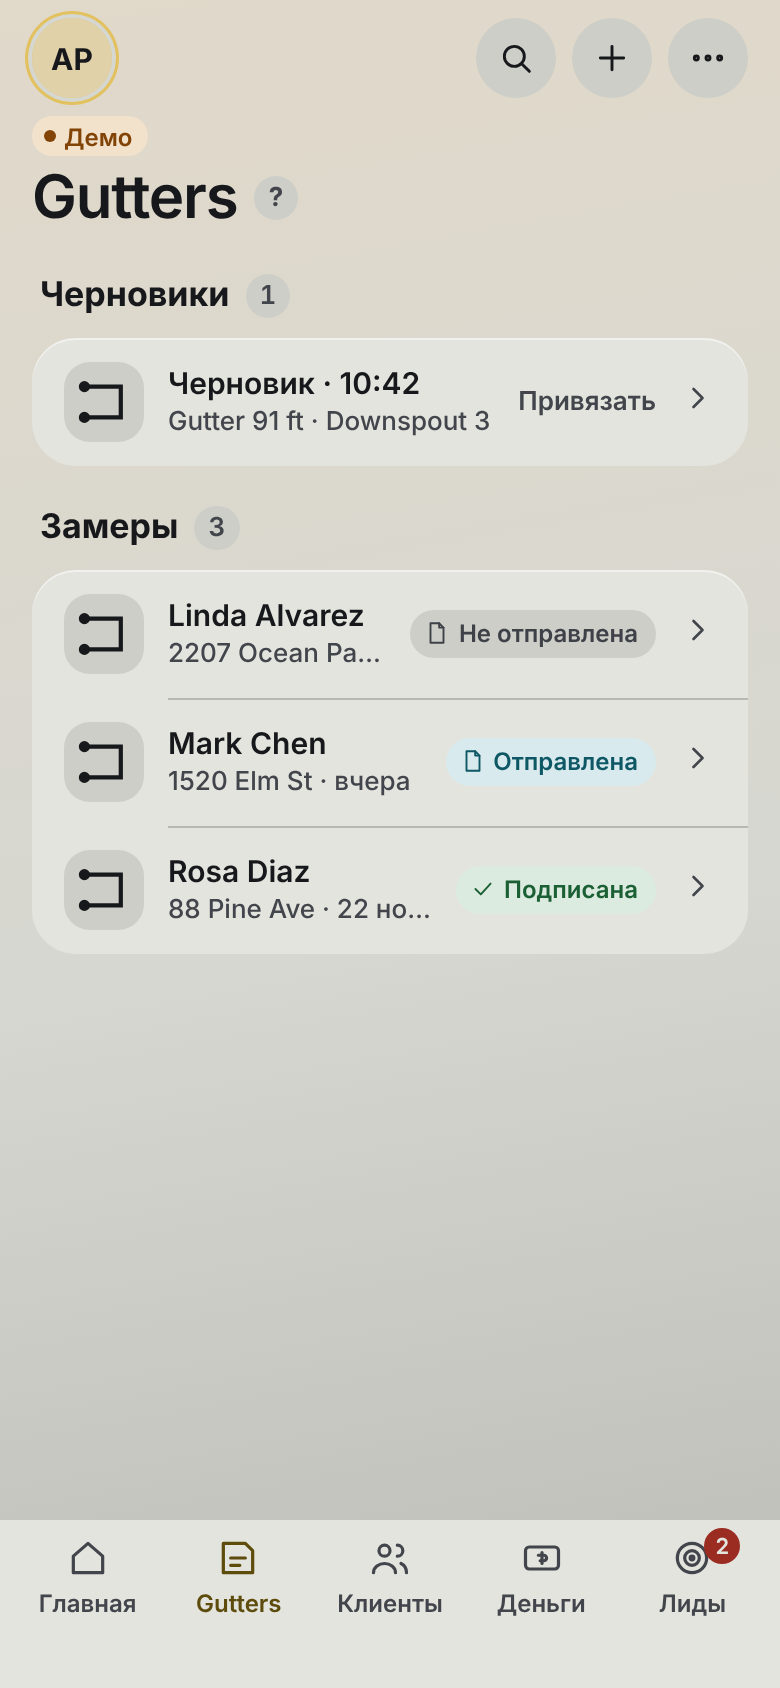 AP
Демо
Gutters ?
Черновики 1
Черновик · 10:42
Gutter 91 ft · Downspout 3
Привязать
Замеры 3
Linda Alvarez
2207 Ocean Pa...
Не отправлена
Mark Chen
1520 Elm St · вчера
Отправлена
Rosa Diaz
88 Pine Ave · 22 но...
Подписана
2
Главная Gutters Клиенты Деньги Лиды